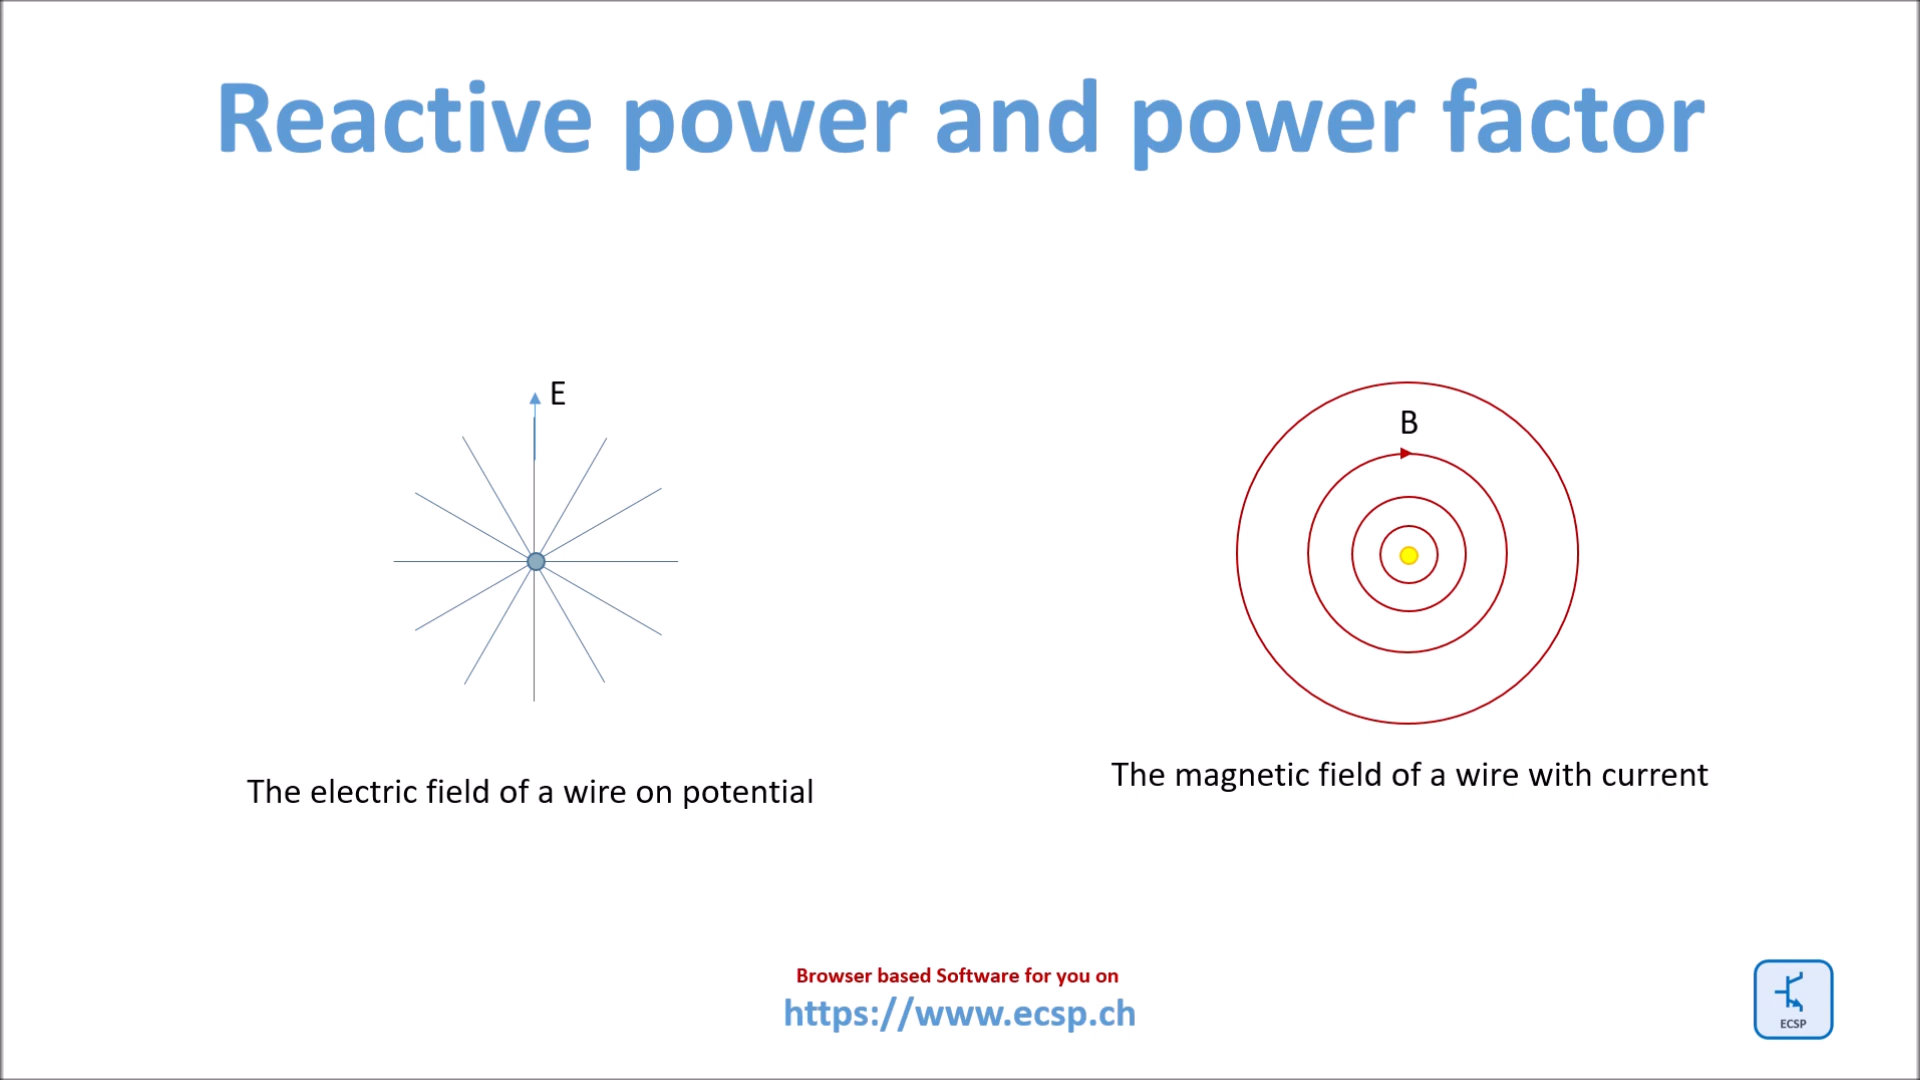 Reactive power and power factor
E
B
The electric field of a wire on potential
The magnetic field of a wire with current
Browser based Software for you on
https://www.ecsp.ch
ECSP